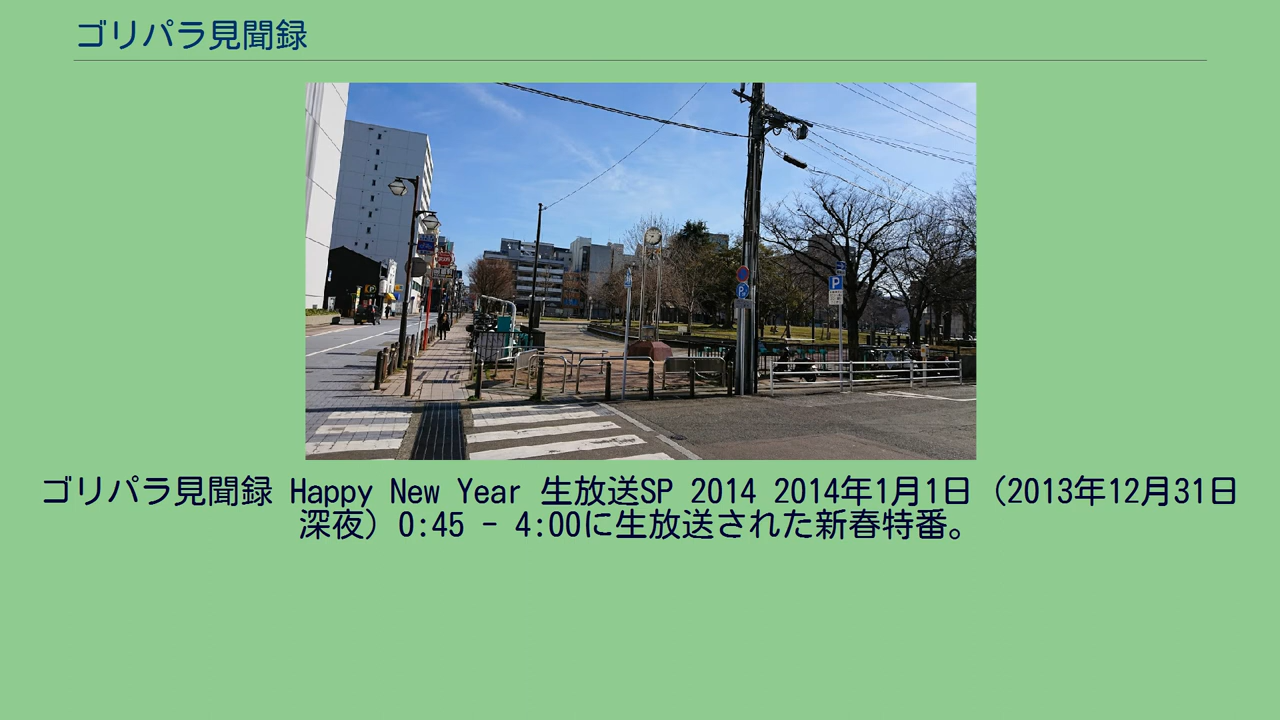 ゴリパラ見聞録
ゴリパラ見聞録 Happy New Year 生放送SP 2014 2014年1月1日（2013年12月31日
深夜）0:45 - 4:00に生放送された新春特番。